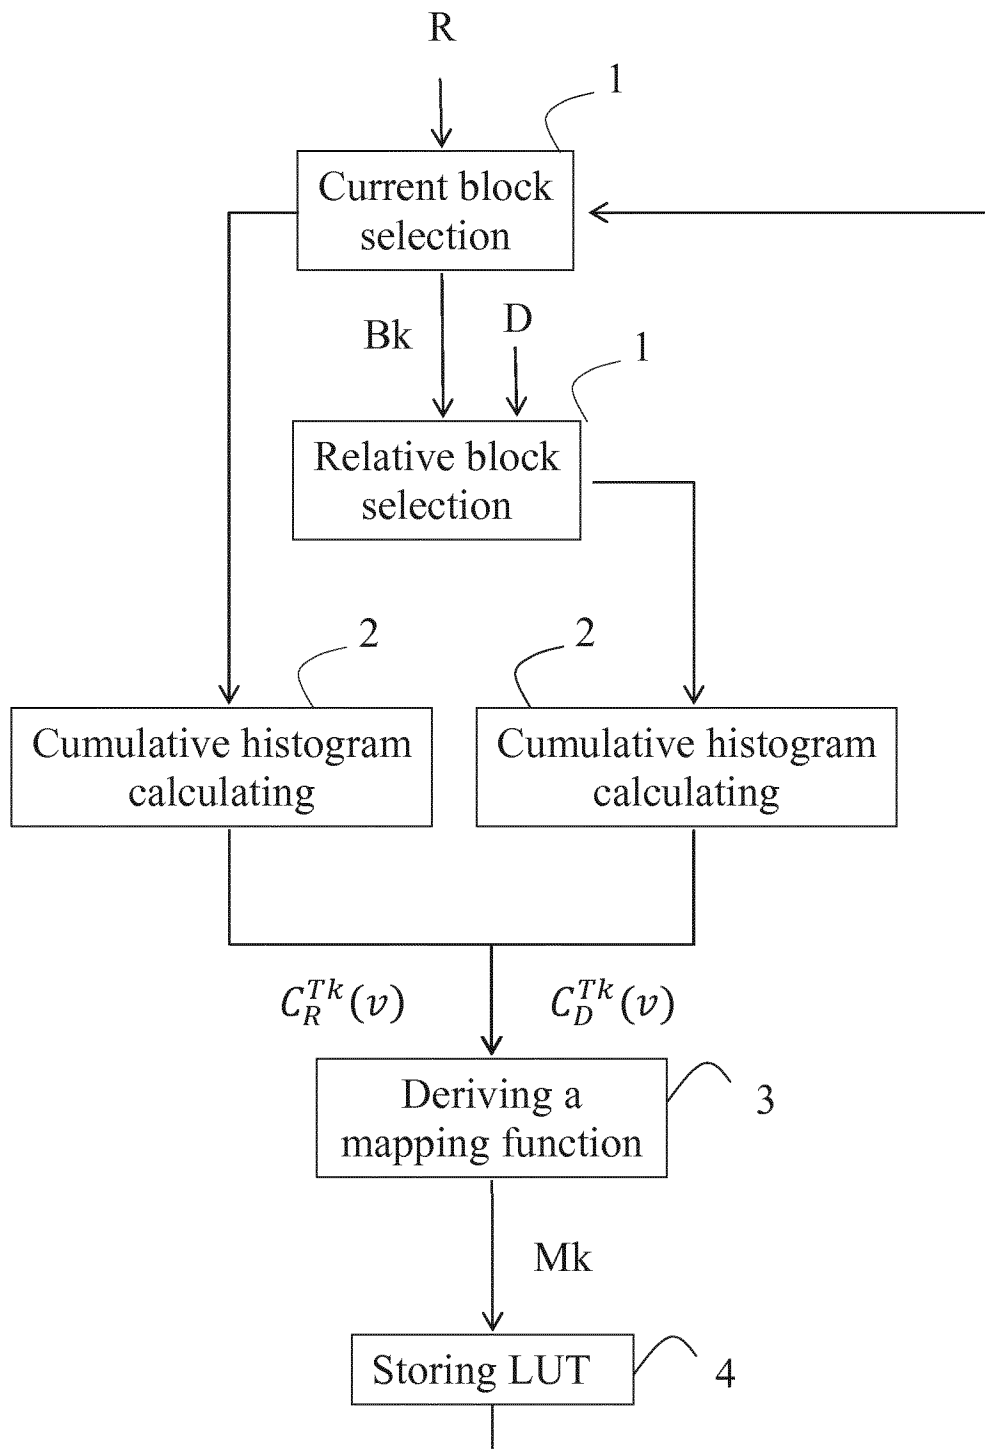 R
1
Current block
selection
Bk
D
1
Relative block
selection
2
2
Cumulative histogram
calculating
Cumulative histogram
calculating
$C_R^{Tk}(v)$
$C_D^{Tk}(v)$
Deriving a
mapping function
3
Mk
Storing LUT
4